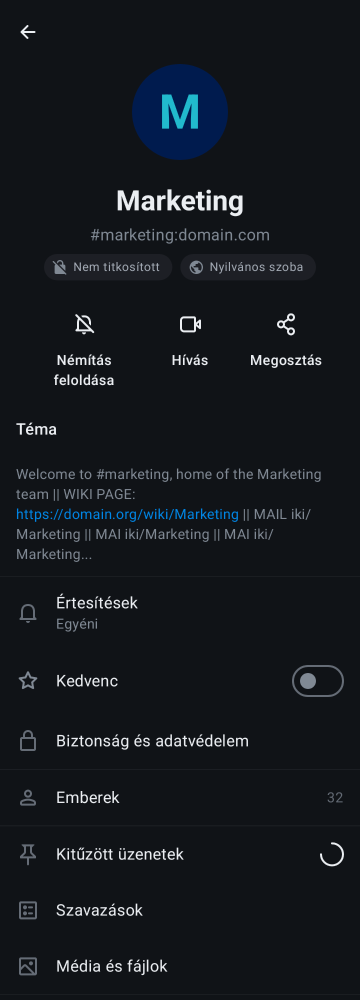 M
Marketing
#marketing:domain.com
Nem titkosított
Nyilvános szoba
Némítás
feloldása
Hívás
Megosztás
Téma
Welcome to #marketing, home of the Marketing
team || WIKI PAGE:
https://domain.org/wiki/Marketing || MAIL iki/
Marketing || MAI iki/Marketing || MAI iki/
Marketing...
Értesítések
Egyéni
Kedvenc
Biztonság és adatvédelem
Emberek 32
Kitűzött üzenetek
Szavazások
Média és fájlok